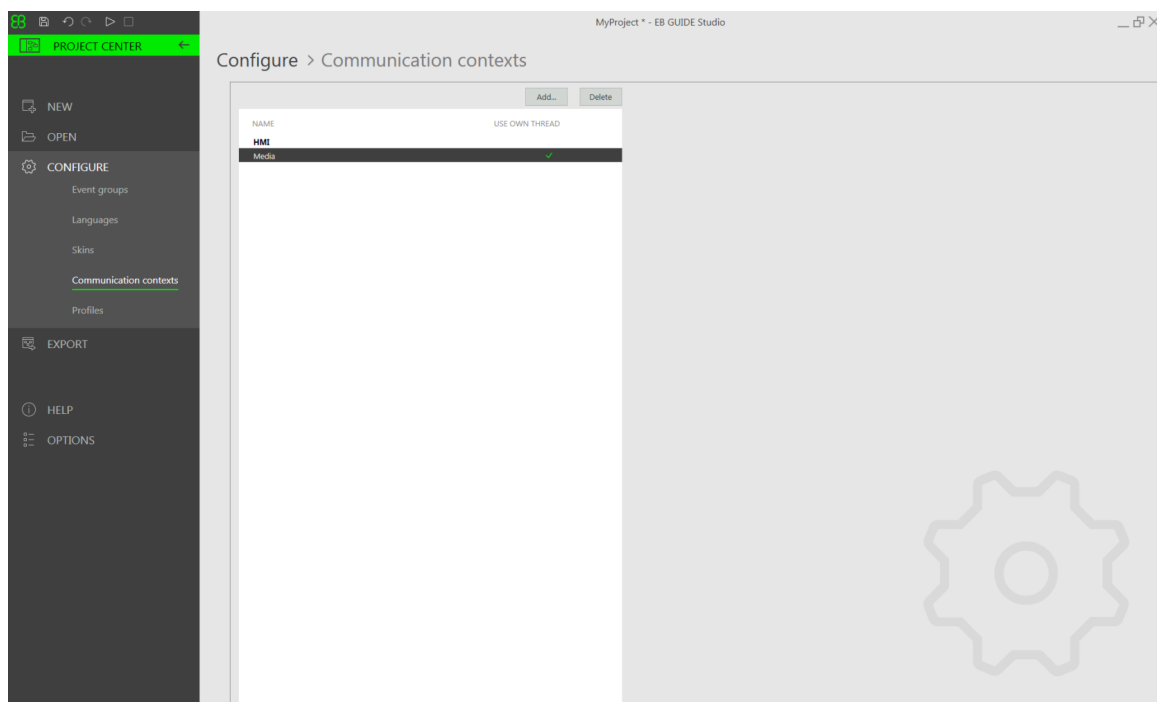 EB
MyProject * - EB GUIDE Studio
PROJECT CENTER
Configure > Communication contexts
Add... Delete
NEW
NAME USE OWN THREAD
OPEN
HMI
Media
CONFIGURE
Event groups
Languages
Skins
Communication contexts
Profiles
EXPORT
HELP
OPTIONS